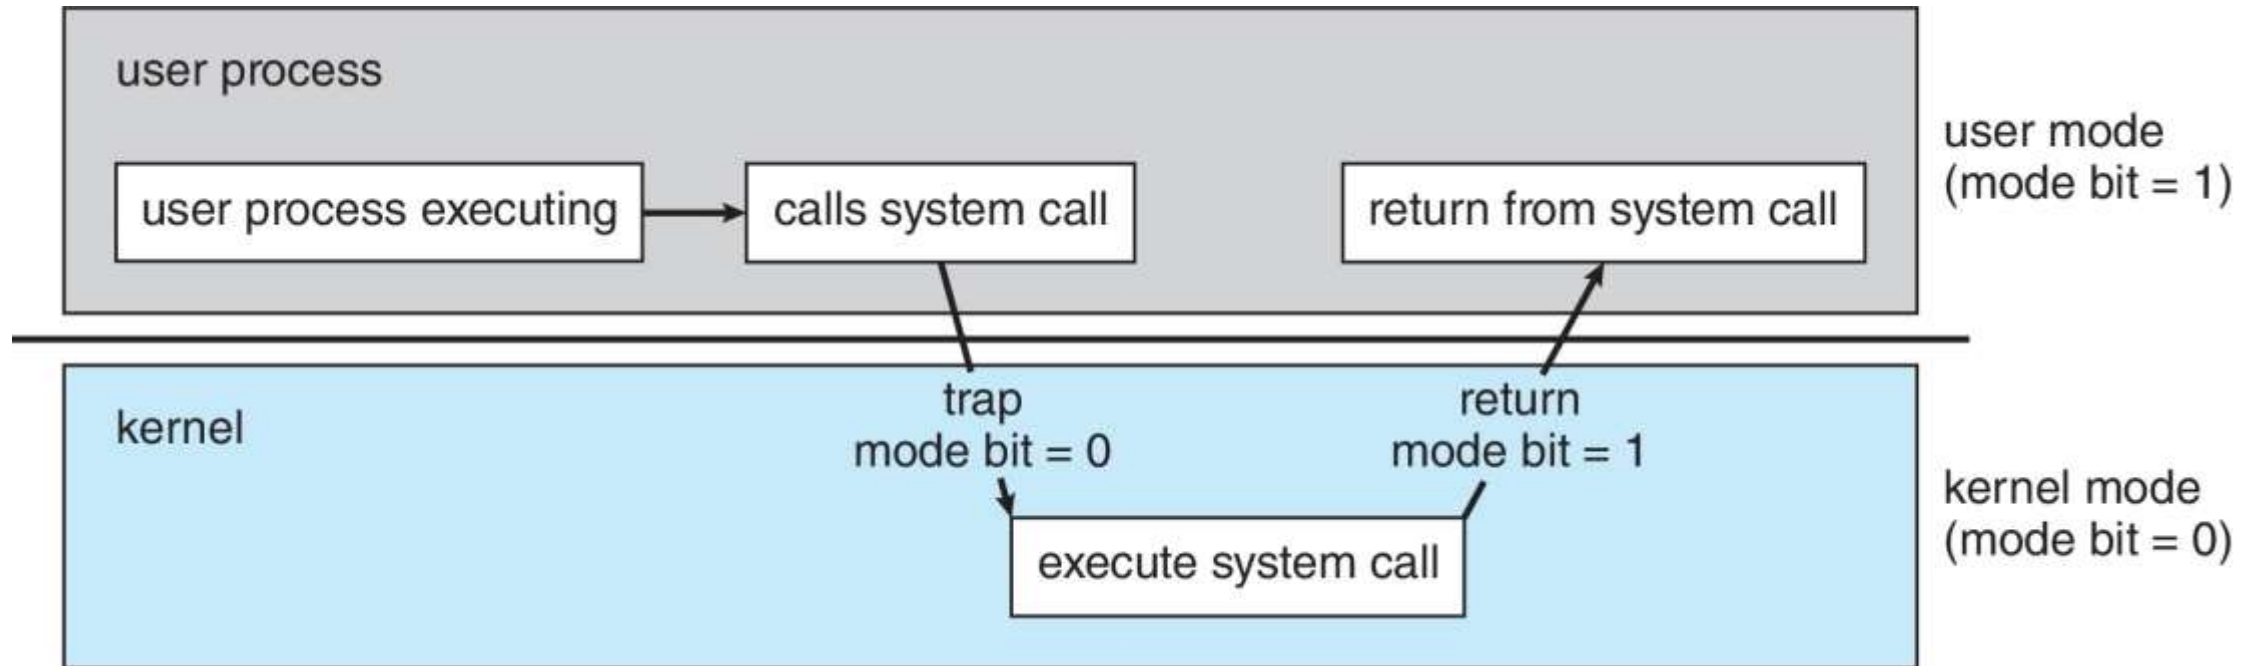 user process
user process executing
calls system call
return from system call
user mode
(mode bit = 1)
kernel
trap
mode bit = 0
return
mode bit = 1
execute system call
kernel mode
(mode bit = 0)